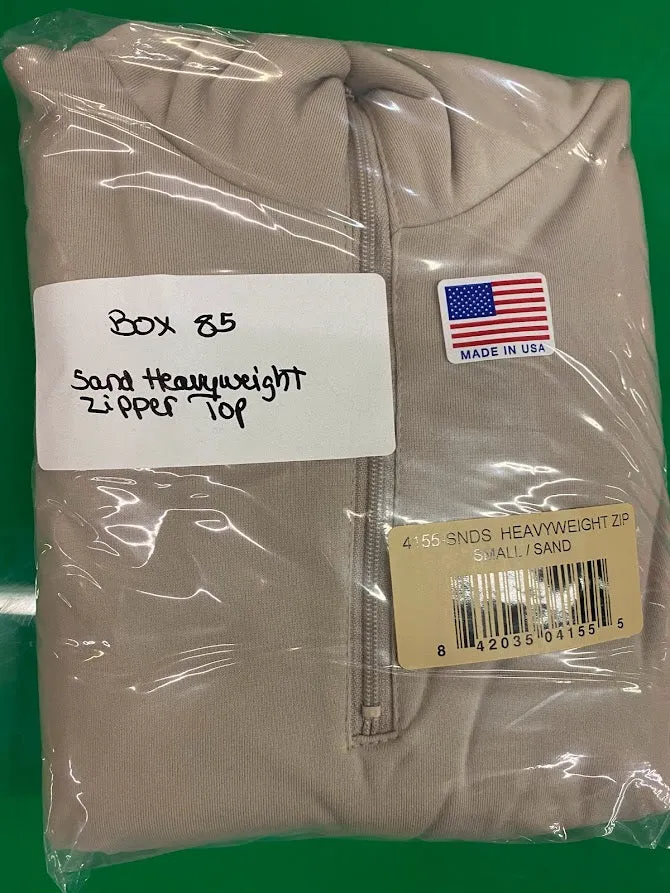 Box 85
Sand Heavyweight
Zipper Top
MADE IN USA
4155-SNDS HEAVYWEIGHT ZIP
SMALL / SAND
8 42035 04155 5